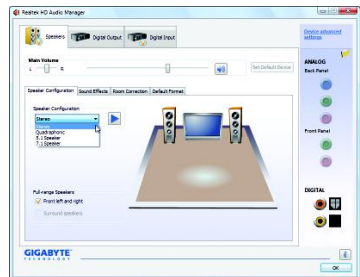 Realtek HD Audio Manager
Speakers
Digital Output
Digital Input
Device advanced
settings
Main Volume
L
R
Set Default Device
ANALOG
Back Panel
Speaker Configuration
Sound Effects
Room Correction
Default Format
Speaker Configuration
Stereo
Stereo
Quadraphonic
5.1 Speaker
7.1 Speaker
Front Panel
Full-range Speakers
Front left and right
Surround speakers
DIGITAL
GIGABYTE
TECHNOLOGY
i
OK